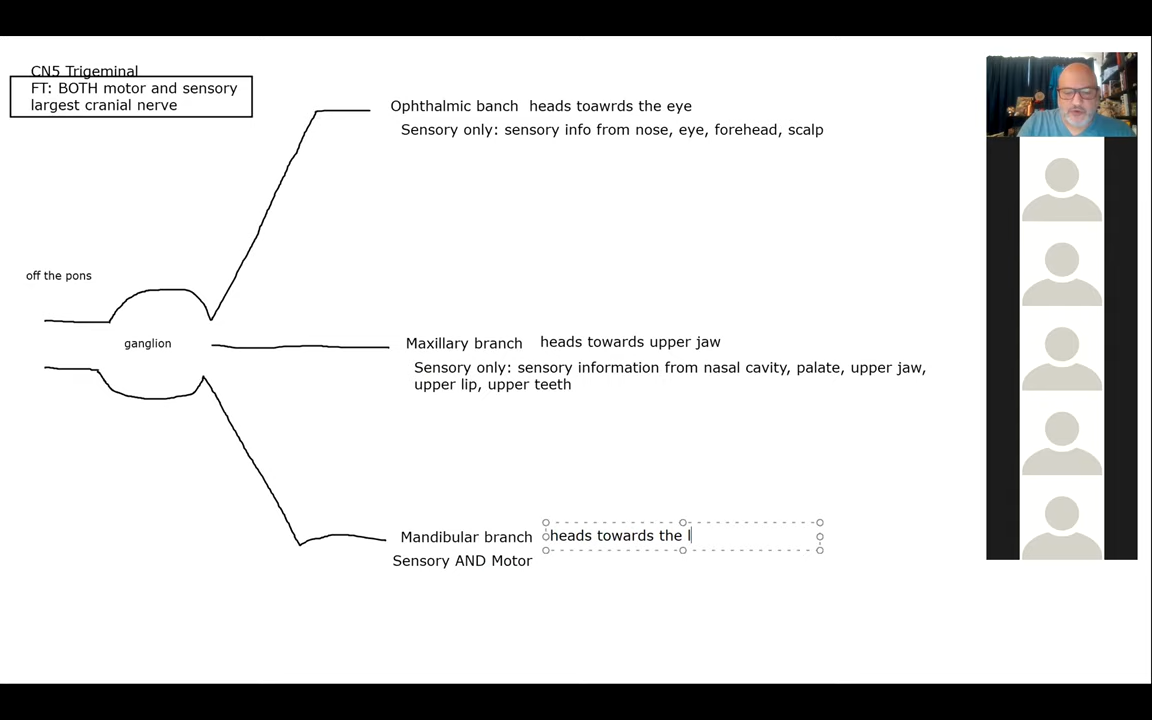 CN5 Trigeminal
FT: BOTH motor and sensory
largest cranial nerve
Ophthalmic banch heads toawrds the eye
Sensory only: sensory info from nose, eye, forehead, scalp
off the pons
ganglion
Maxillary branch heads towards upper jaw
Sensory only: sensory information from nasal cavity, palate, upper jaw,
upper lip, upper teeth
Mandibular branch heads towards the l
Sensory AND Motor